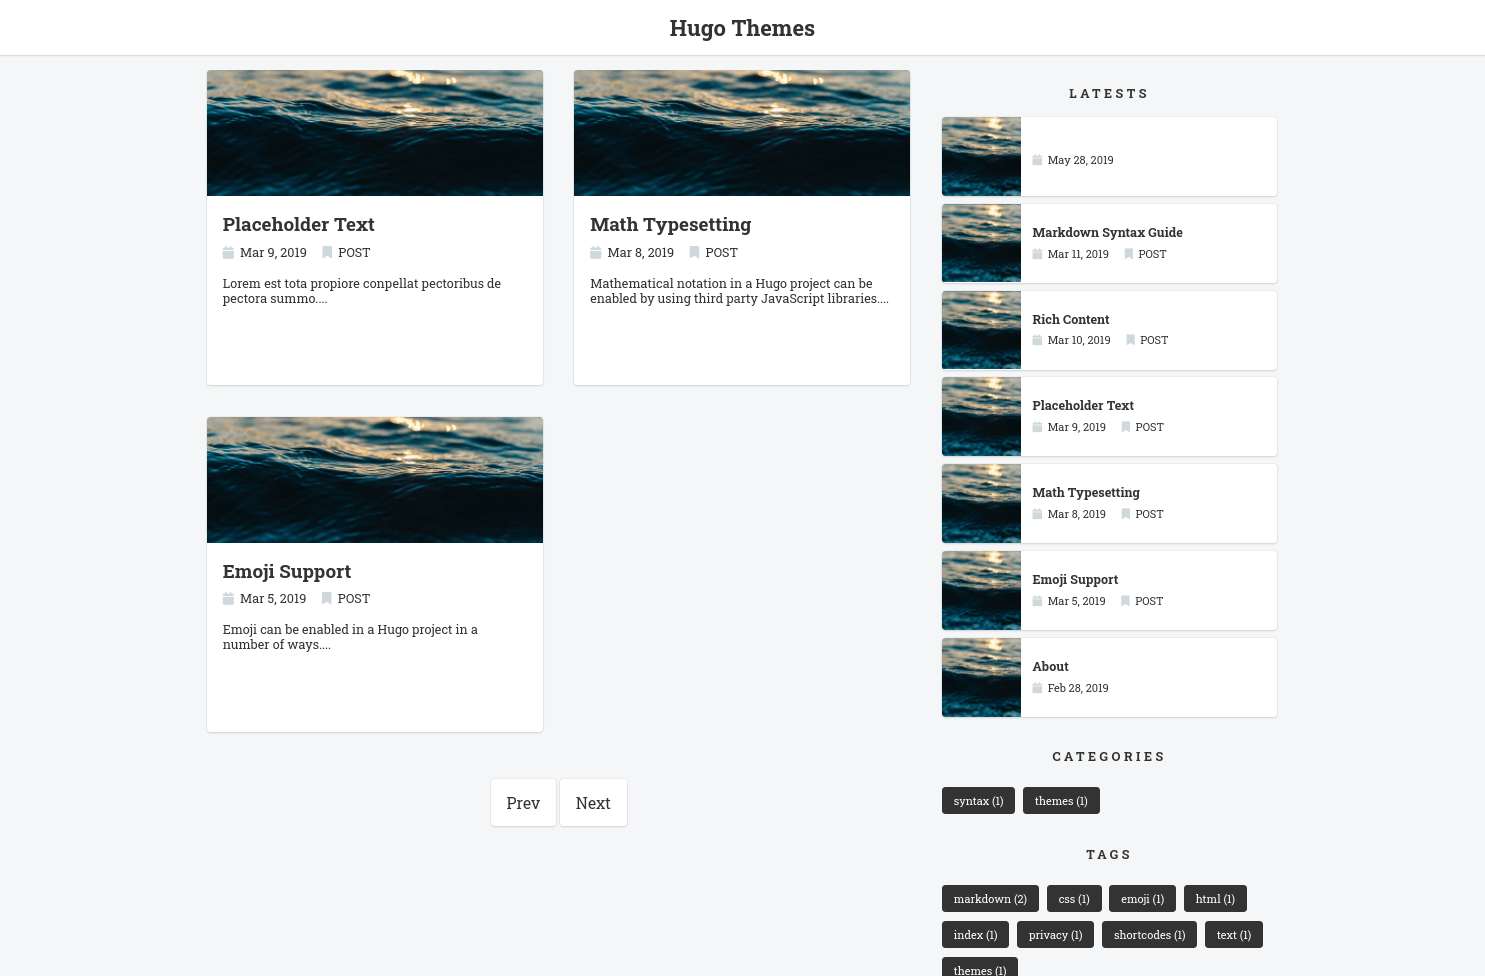 Hugo Themes
Placeholder Text
Mar 9, 2019 POST
Lorem est tota propiore conpellat pectoribus de
pectora summo....
Math Typesetting
Mar 8, 2019 POST
Mathematical notation in a Hugo project can be
enabled by using third party JavaScript libraries....
Emoji Support
Mar 5, 2019 POST
Emoji can be enabled in a Hugo project in a
number of ways....
Prev Next
LATESTS
May 28, 2019
Markdown Syntax Guide
Mar 11, 2019 POST
Rich Content
Mar 10, 2019 POST
Placeholder Text
Mar 9, 2019 POST
Math Typesetting
Mar 8, 2019 POST
Emoji Support
Mar 5, 2019 POST
About
Feb 28, 2019
CATEGORIES
syntax (1) themes (1)
TAGS
markdown (2) css (1) emoji (1) html (1)
index (1) privacy (1) shortcodes (1) text (1)
themes (1)